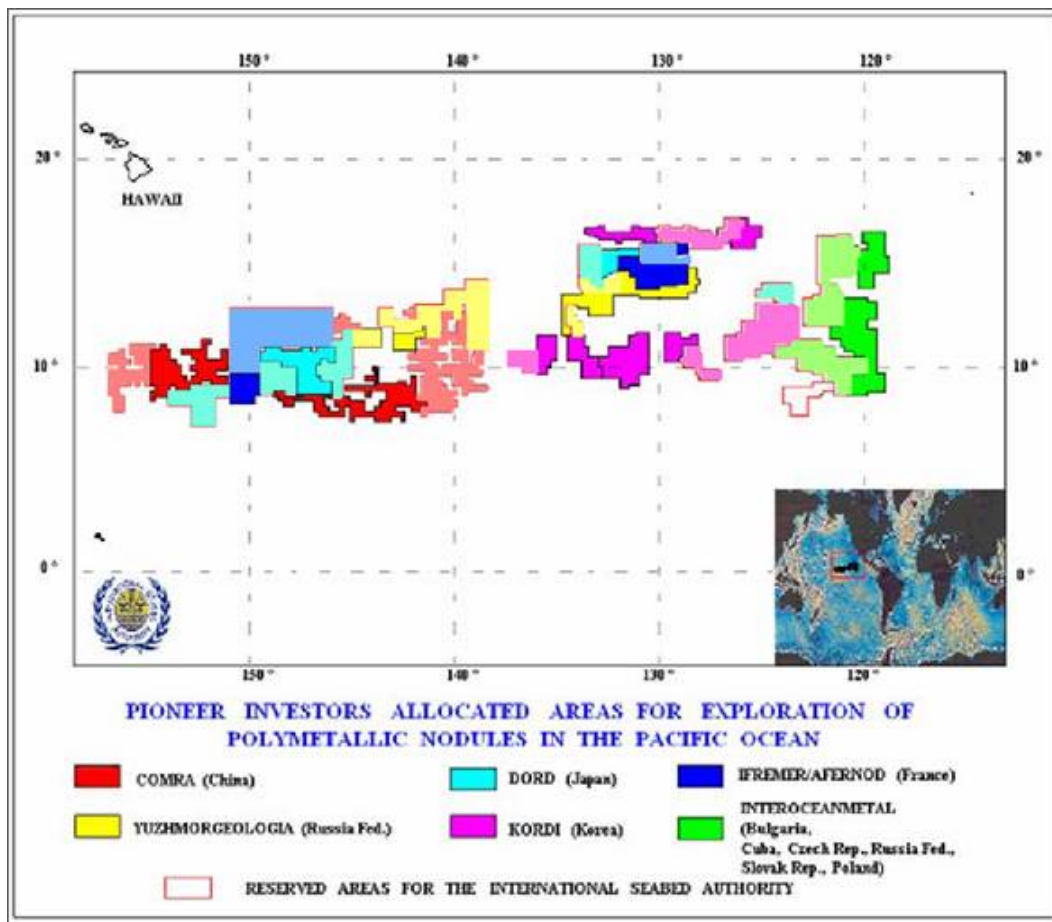 150° 140° 130° 120°
20° 20°
HAWAII
10° 10°
0° 0°
150° 140° 130° 120°
PIONEER INVESTORS ALLOCATED AREAS FOR EXPLORATION OF
POLYMETALLIC NODULES IN THE PACIFIC OCEAN
COMRA (China) DORD (Japan) IFREMER/AFERNOD (France)
YUZHMORGEOLOGIA (Russia Fed.) KORDI (Korea) INTEROCEANMETAL
(Bulgaria,
Cuba, Czech Rep., Russia Fed.,
Slovak Rep., Poland)
RESERVED AREAS FOR THE INTERNATIONAL SEABED AUTHORITY